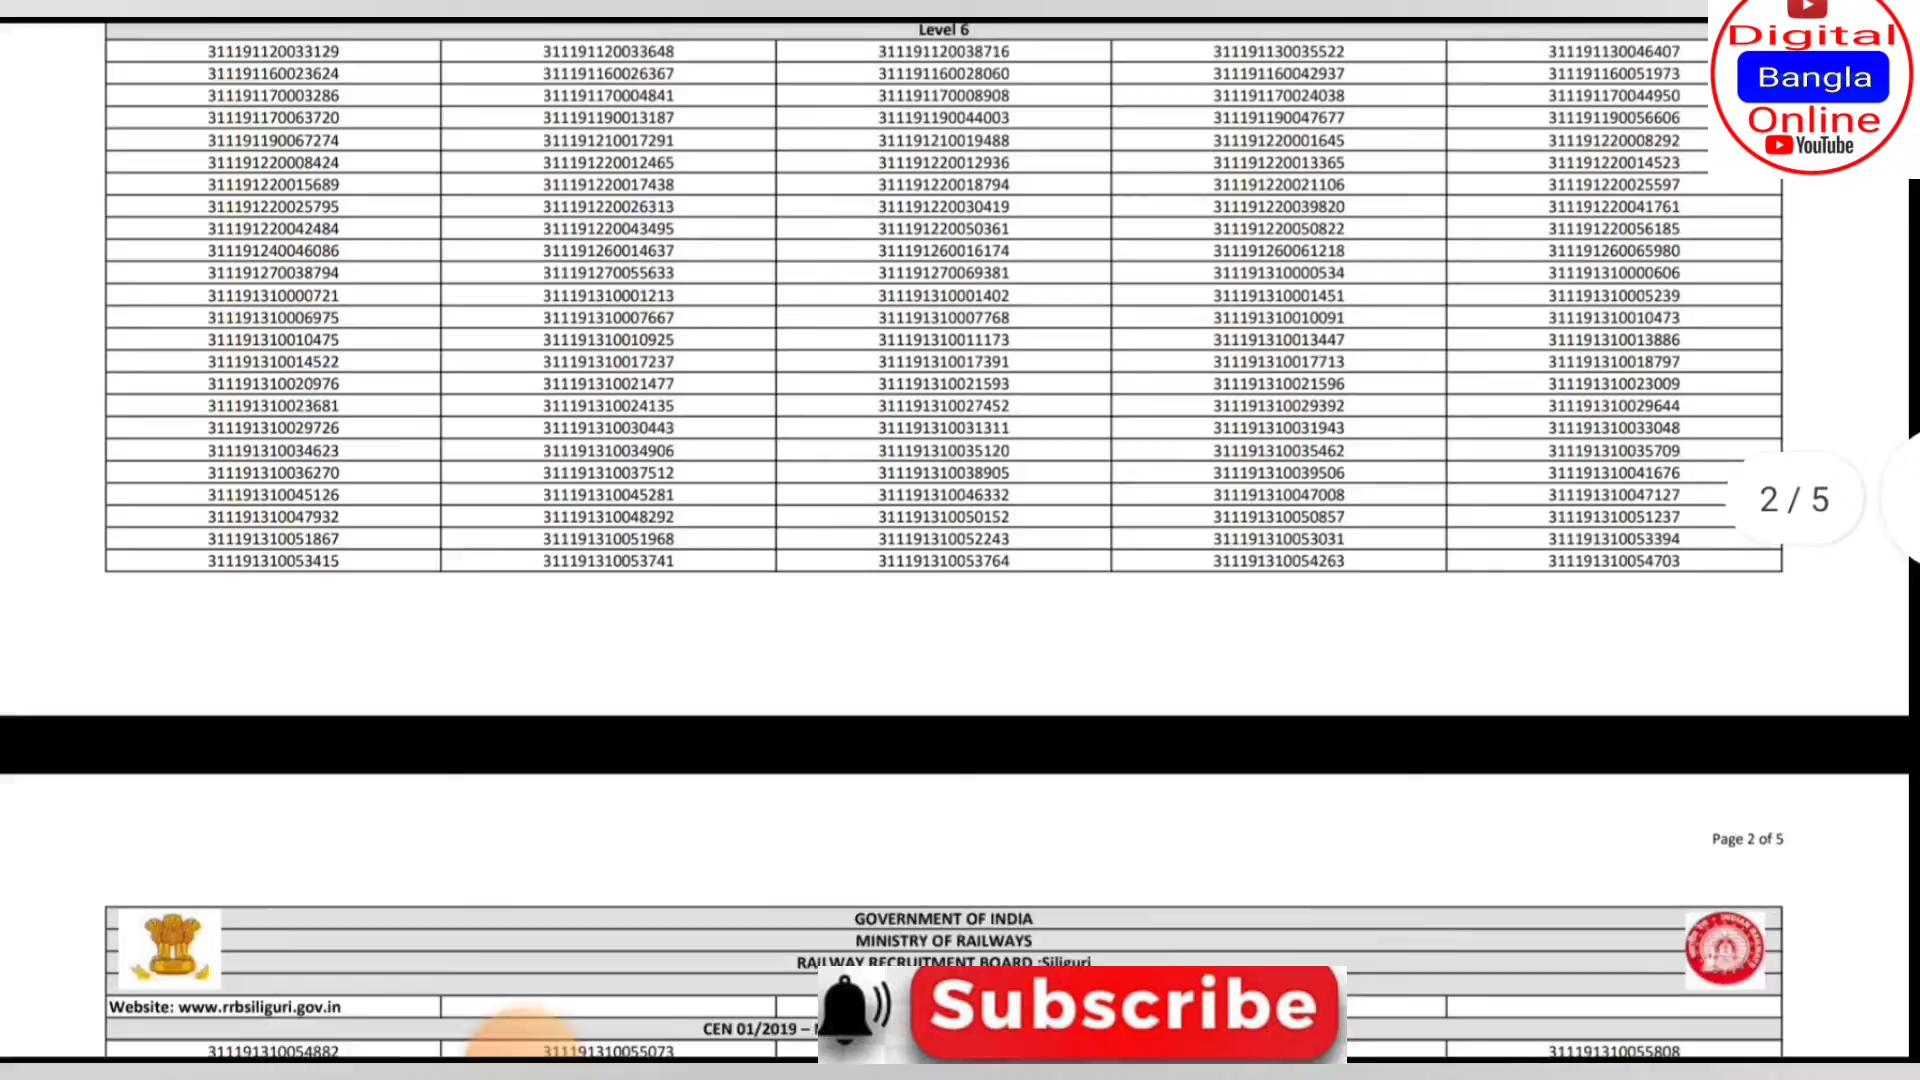 Level 6
311191120033129 311191120033648 311191120038716 311191130035522 311191130046407
311191160023624 311191160026367 311191160028060 311191160042937 311191160051973
311191170003286 311191170004841 311191170008908 311191170024038 311191170044950
311191170063720 311191190013187 311191190044003 311191190047677 311191190056606
311191190067274 311191210017291 311191210019488 311191220001645 311191220008292
311191220008424 311191220012465 311191220012936 311191220013365 311191220014523
311191220015689 311191220017438 311191220018794 311191220021106 311191220025597
311191220025795 311191220026313 311191220030419 311191220039820 311191220041761
311191220042484 311191220043495 311191220050361 311191220050822 311191220056185
311191240046086 311191260014637 311191260016174 311191260061218 311191260065980
311191270038794 311191270055633 311191270069381 311191310000534 311191310000606
311191310000721 311191310001213 311191310001402 311191310001451 311191310005239
311191310006975 311191310007667 311191310007768 311191310010091 311191310010473
311191310010475 311191310010925 311191310011173 311191310013447 311191310013886
311191310014522 311191310017237 311191310017391 311191310017713 311191310018797
311191310020976 311191310021477 311191310021593 311191310021596 311191310023009
311191310023681 311191310024135 311191310027452 311191310029392 311191310029644
311191310029726 311191310030443 311191310031311 311191310031943 311191310033048
311191310034623 311191310034906 311191310035120 311191310035462 311191310035709
311191310036270 311191310037512 311191310038905 311191310039506 311191310041676
311191310045126 311191310045281 311191310046332 311191310047008 311191310047127
311191310047932 311191310048292 311191310050152 311191310050857 311191310051237
311191310051867 311191310051968 311191310052243 311191310053031 311191310053394
311191310053415 311191310053741 311191310053764 311191310054263 311191310054703
Digital
Bangla
Online
YouTube
2 / 5
Page 2 of 5
GOVERNMENT OF INDIA
MINISTRY OF RAILWAYS
RAILWAY RECRUITMENT BOARD :Siliguri
Website: www.rrbsiliguri.gov.in
CEN 01/2019 –
311191310054882 311191310055073 311191310055808
Subscribe